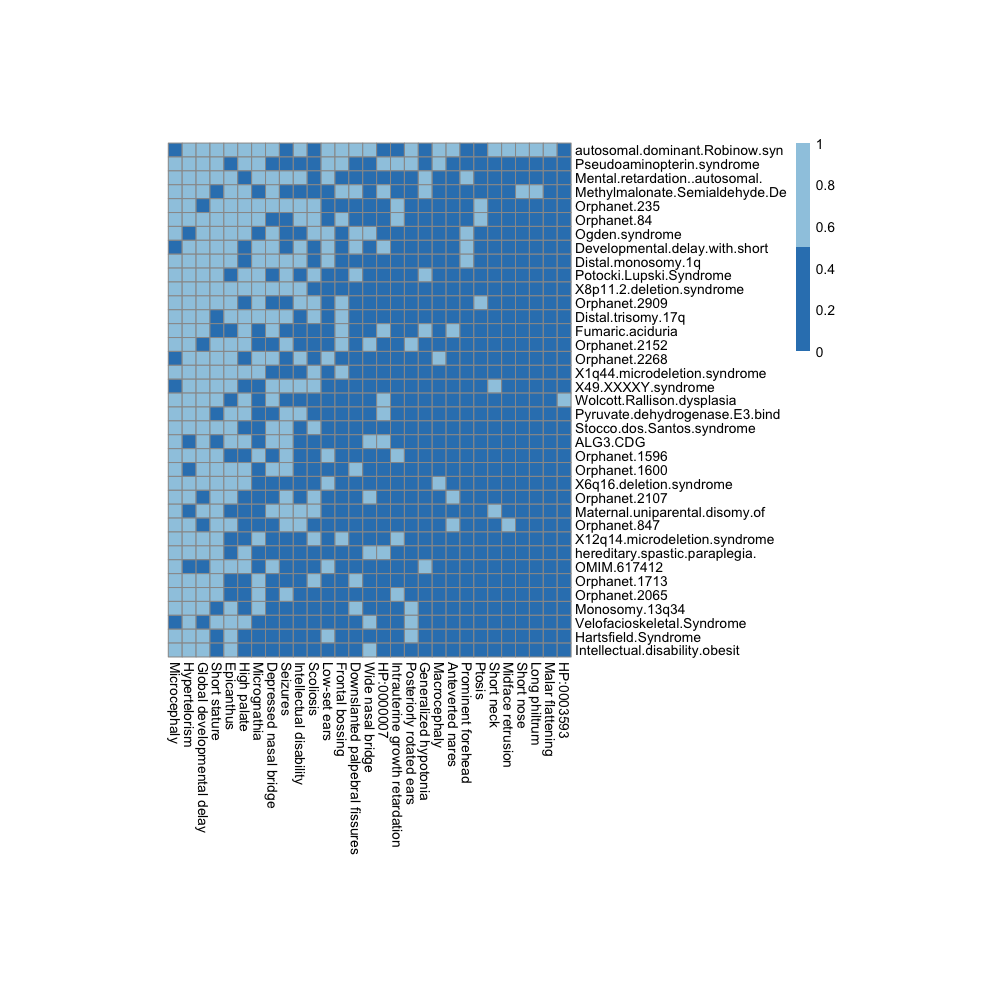 autosomal.dominant.Robinow.syn
Pseudoaminopterin.syndrome
Mental.retardation..autosomal.
Methylmalonate.Semialdehyde.De
Orphanet.235
Orphanet.84
Ogden.syndrome
Developmental.delay.with.short
Distal.monosomy.1q
Potocki.Lupski.Syndrome
X8p11.2.deletion.syndrome
Orphanet.2909
Distal.trisomy.17q
Fumaric.aciduria
Orphanet.2152
Orphanet.2268
X1q44.microdeletion.syndrome
X49.XXXXY.syndrome
Wolcott.Rallison.dysplasia
Pyruvate.dehydrogenase.E3.bind
Stocco.dos.Santos.syndrome
ALG3.CDG
Orphanet.1596
Orphanet.1600
X6q16.deletion.syndrome
Orphanet.2107
Maternal.uniparental.disomy.of
Orphanet.847
X12q14.microdeletion.syndrome
hereditary.spastic.paraplegia.
OMIM.617412
Orphanet.1713
Orphanet.2065
Monosomy.13q34
Velofacioskeletal.Syndrome
Hartsfield.Syndrome
Intellectual.disability.obesit
1
0.8
0.6
0.4
0.2
0
Microcephaly
Hypertelorism
Global developmental delay
Short stature
Epicanthus
High palate
Micrognathia
Depressed nasal bridge
Seizures
Intellectual disability
Scoliosis
Low-set ears
Frontal bossing
Downslanted palpebral fissures
Wide nasal bridge
HP:0000007
Intrauterine growth retardation
Posteriorly rotated ears
Generalized hypotonia
Macrocephaly
Anteverted nares
Prominent forehead
Ptosis
Short neck
Midface retrusion
Short nose
Long philtrum
Malar flattening
HP:0003593